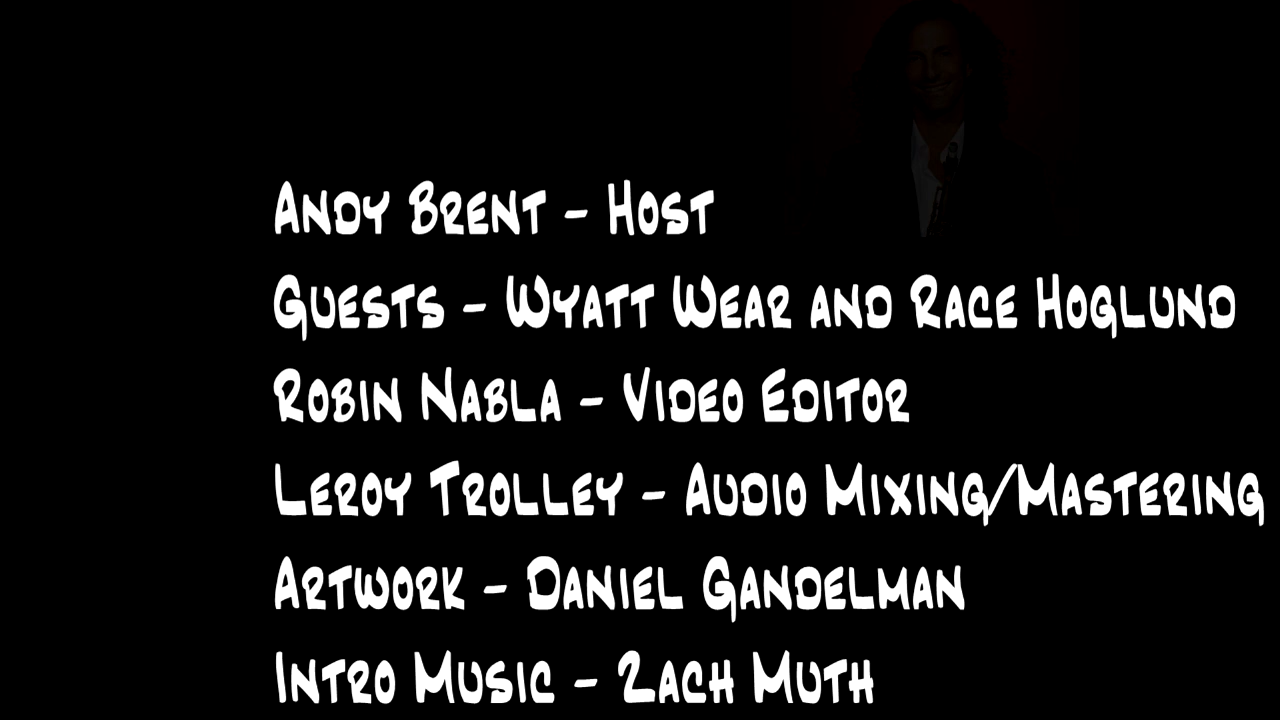 Andy Brent - Host
Guests - Wyatt Wear and Race Hoglund
Robin Nabla - Video Editor
Leroy Trolley - Audio Mixing/Mastering
Artwork - Daniel Gandelman
Intro Music - Zach Muth